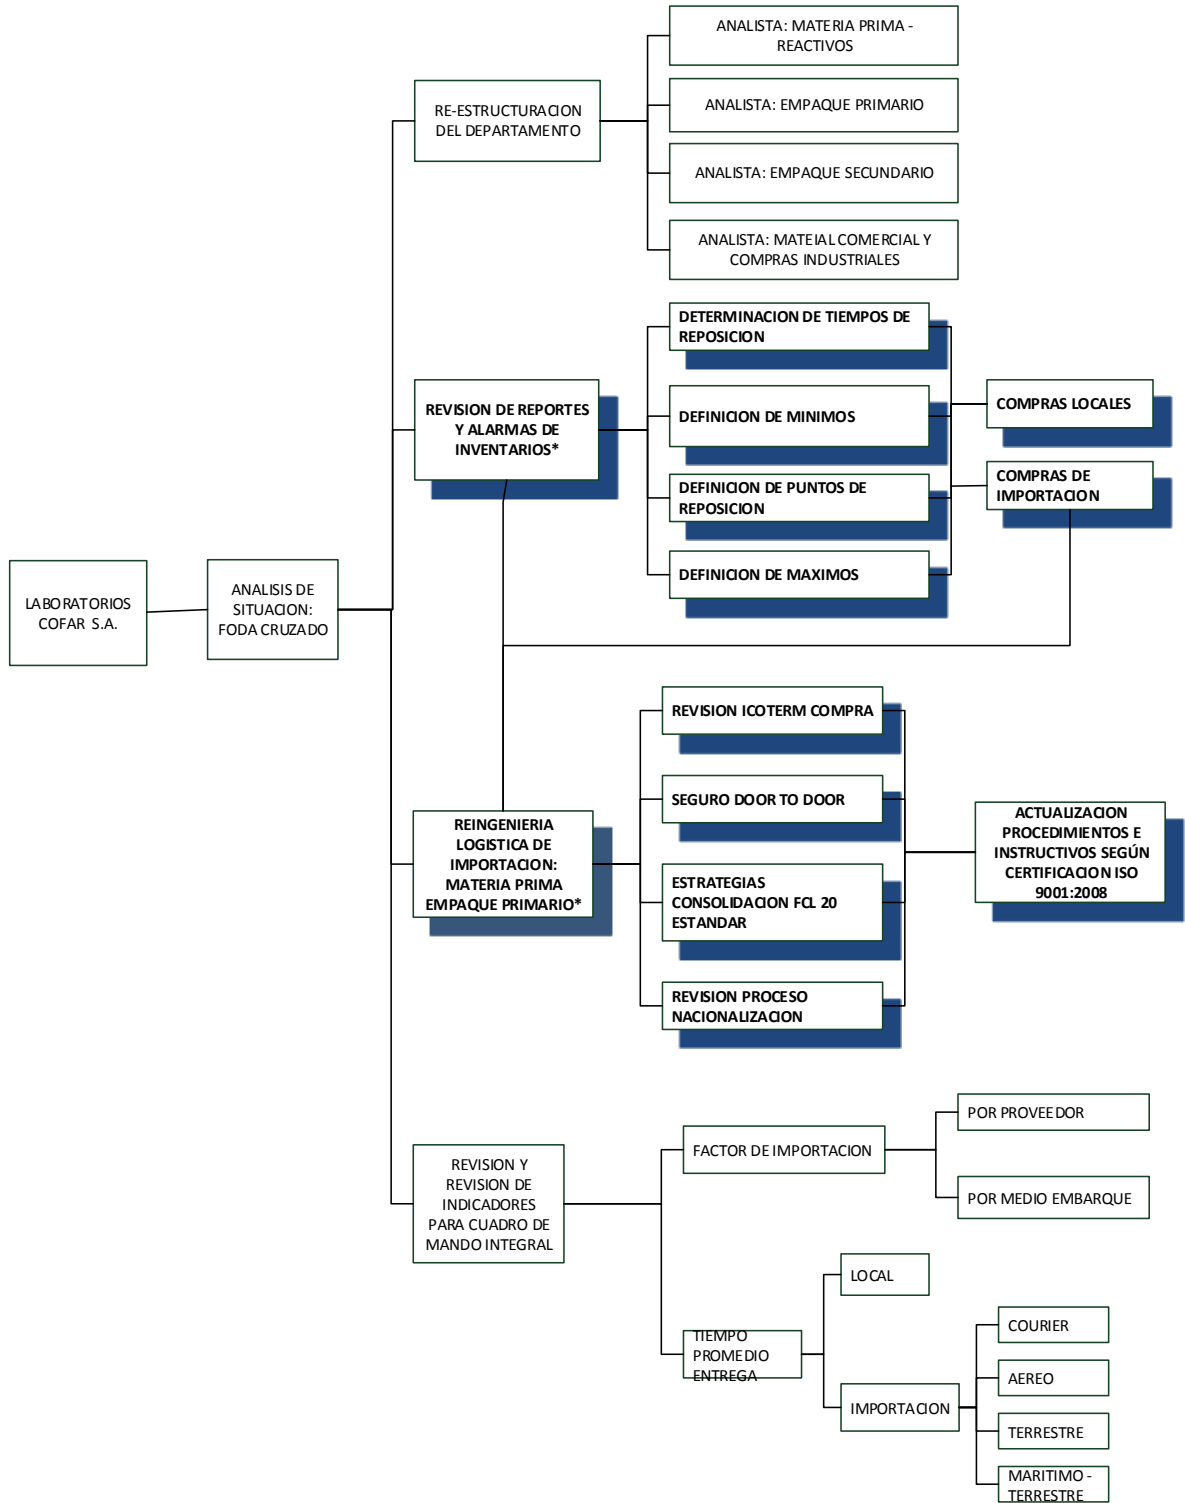 ANALISTA: MATERIA PRIMA -
REACTIVOS
RE-ESTRUCTURACION
DEL DEPARTAMENTO
ANALISTA: EMPAQUE PRIMARIO
ANALISTA: EMPAQUE SECUNDARIO
ANALISTA: MATEIAL COMERCIAL Y
COMPRAS INDUSTRIALES
DETERMINACION DE TIEMPOS DE
REPOSICION
REVISION DE REPORTES
Y ALARMAS DE
INVENTARIOS*
DEFINICION DE MINIMOS
COMPRAS LOCALES
DEFINICION DE PUNTOS DE
REPOSICION
COMPRAS DE
IMPORTACION
DEFINICION DE MAXIMOS
LABORATORIOS
COFAR S.A.
ANALISIS DE
SITUACION:
FODA CRUZADO
REVISION ICOTERM COMPRA
SEGURO DOOR TO DOOR
REINGENIERIA
LOGISTICA DE
IMPORTACION:
MATERIA PRIMA
EMPAQUE PRIMARIO*
ESTRATEGIAS
CONSOLIDACION FCL 20
ESTANDAR
ACTUALIZACION
PROCEDIMIENTOS E
INSTRUCTIVOS SEGÚN
CERTIFICACION ISO
9001:2008
REVISION PROCESO
NACIONALIZACION
REVISION Y
REVISION DE
INDICADORES
PARA CUADRO DE
MANDO INTEGRAL
FACTOR DE IMPORTACION
POR PROVEEDOR
POR MEDIO EMBARQUE
TIEMPO
PROMEDIO
ENTREGA
LOCAL
IMPORTACION
COURIER
AEREO
TERRESTRE
MARITIMO -
TERRESTRE